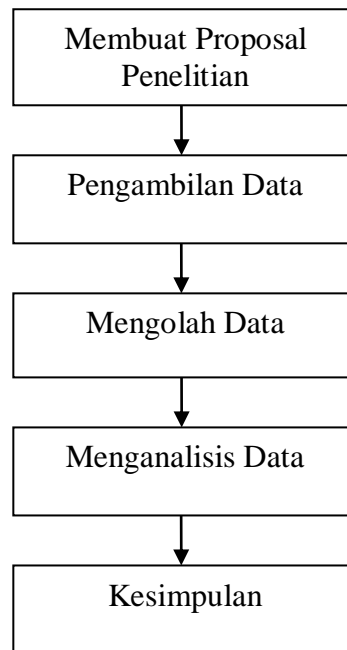 Membuat Proposal
Penelitian
Pengambilan Data
Mengolah Data
Menganalisis Data
Kesimpulan